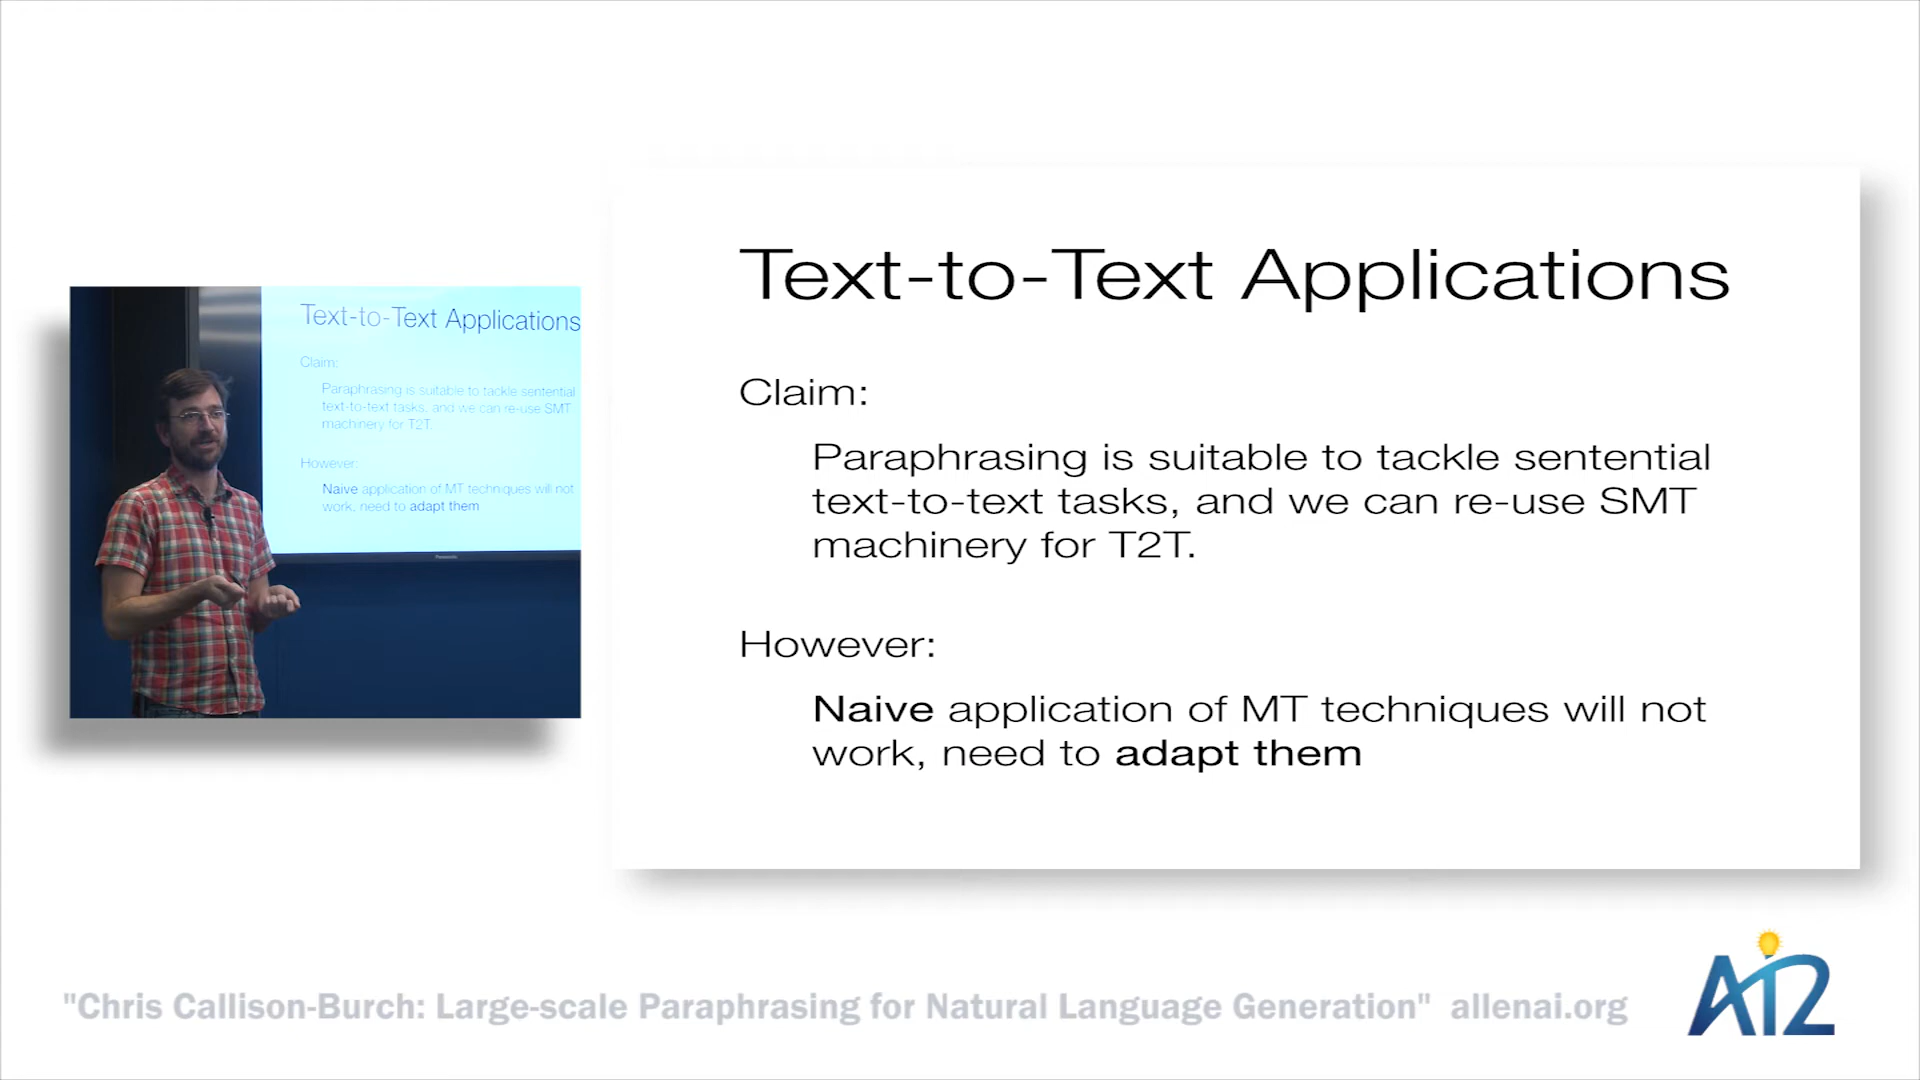 Text-to-Text Applications
Claim:
Paraphrasing is suitable to tackle sentential
text-to-text tasks, and we can re-use SMT
machinery for T2T.
However:
Naive application of MT techniques will not
work, need to adapt them
Text-to-Text Applications
Claim:
Paraphrasing is suitable to tackle sentential
text-to-text tasks, and we can re-use SMT
machinery for T2T.
However:
Naive application of MT techniques will not
work, need to adapt them
Panasonic
"Chris Callison-Burch: Large-scale Paraphrasing for Natural Language Generation" allenai.org
AI2